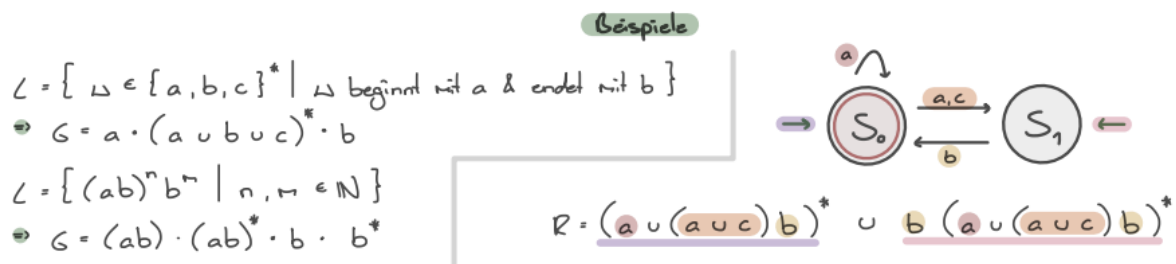 Beispiele
L = { w ∈ {a, b, c}* | w beginnt mit a & endet mit b }
⇒ G = a · (a ∪ b ∪ c)* · b
L = { (ab)ⁿ bᵐ | n, m ∈ ℕ }
⇒ G = (ab) · (ab)* · b · b*
a
→ S₀ a, c S₁ ←
b
R = (a ∪ (a ∪ c) b)* ∪ b (a ∪ (a ∪ c) b)*